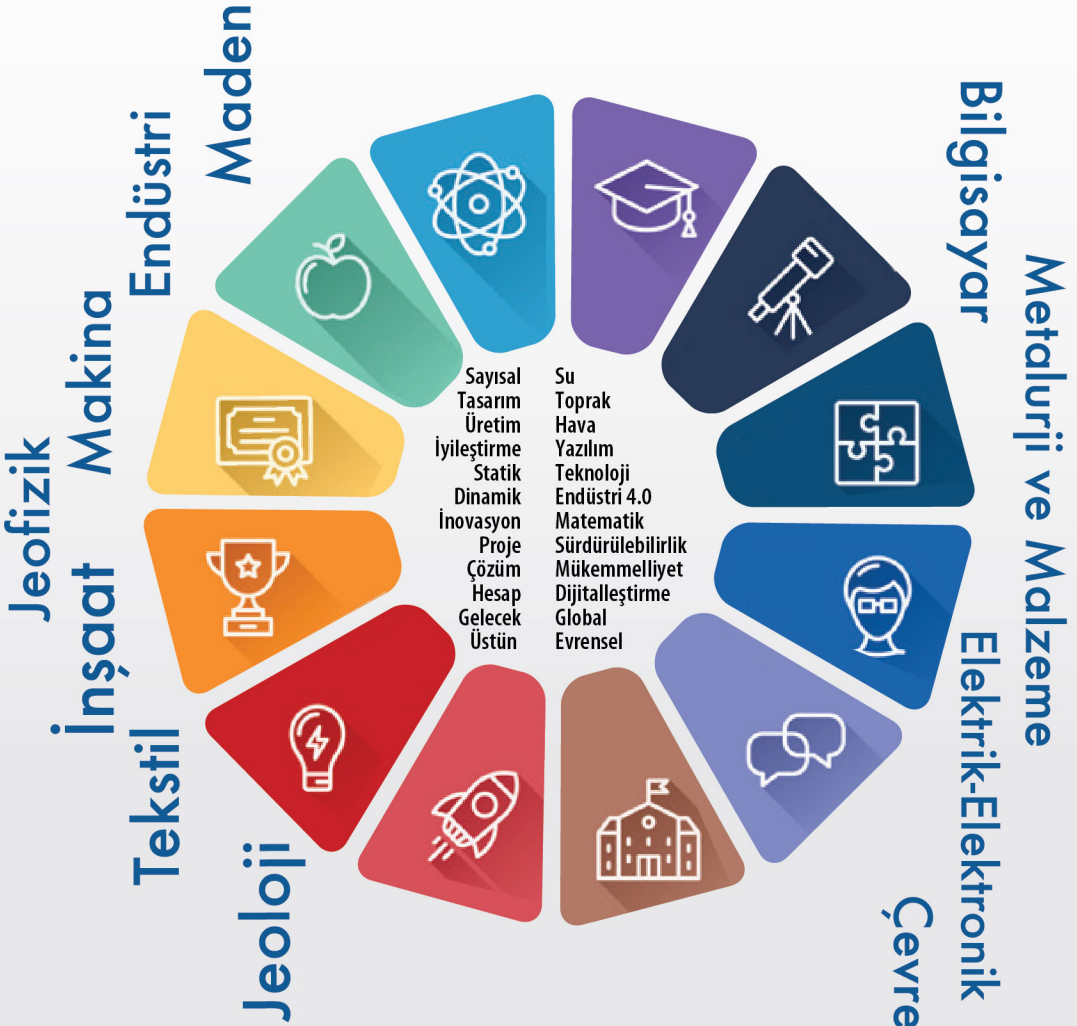 Maden
Endüstri
Makina
Jeofizik
İnşaat
Tekstil
Jeoloji
Sayısal
Tasarım
Üretim
İyileştirme
Statik
Dinamik
İnovasyon
Proje
Çözüm
Hesap
Gelecek
Üstün
Su
Toprak
Hava
Yazılım
Teknoloji
Endüstri 4.0
Matematik
Sürdürülebilirlik
Mükemmelliyet
Dijitalleştirme
Global
Evrensel
Bilgisayar
Metalurji ve Malzeme
Elektrik-Elektronik
Çevre